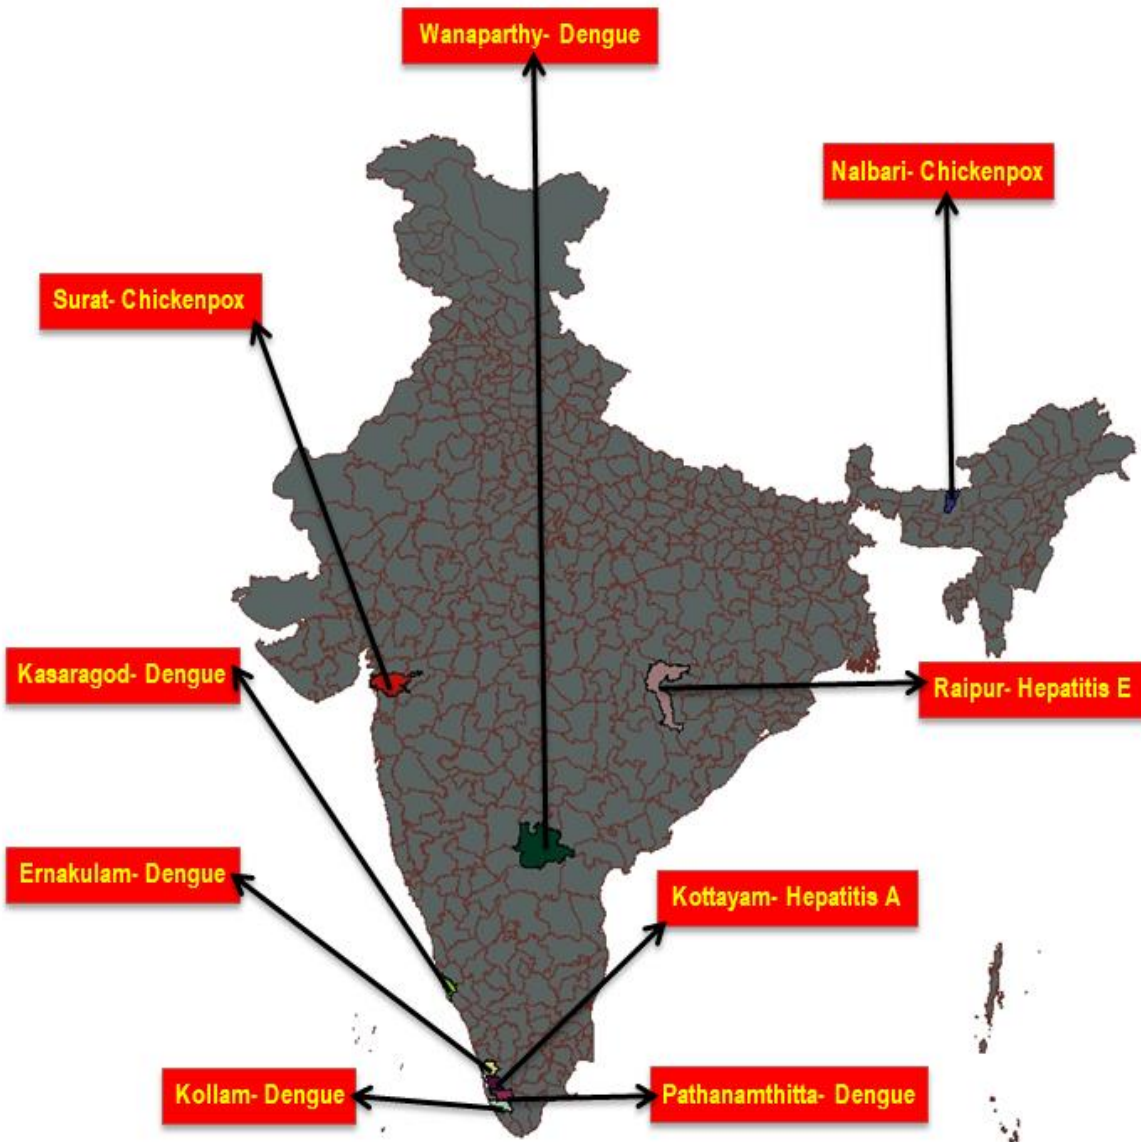 Wanaparthy- Dengue
Nalbari- Chickenpox
Surat- Chickenpox
Kasaragod- Dengue
Raipur- Hepatitis E
Ernakulam- Dengue
Kottayam- Hepatitis A
Kollam- Dengue
Pathanamthitta- Dengue